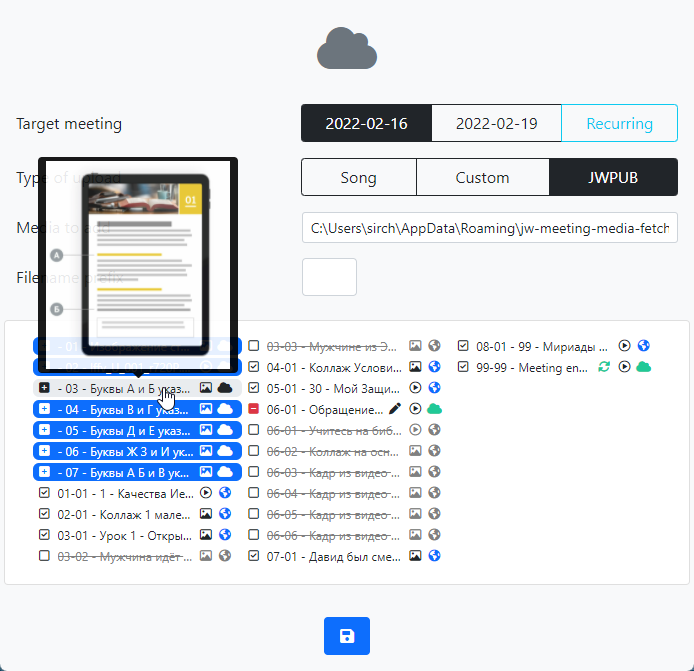 Target meeting
2022-02-16
2022-02-19
Recurring
Type of upload
Song
Custom
JWPUB
Media to add
C:\Users\sirch\AppData\Roaming\jw-meeting-media-fetch
Filename prefix
01
А
Б
- 03 - Буквы А и Б указ...
- 04 - Буквы В и Г указ...
- 05 - Буквы Д и Е указ...
- 06 - Буквы Ж З и И ук...
- 07 - Буквы А Б и В ук...
01-01 - 1 - Качества Ие...
02-01 - Коллаж 1 мале...
03-01 - Урок 1 - Откры...
03-02 - Мужчина идёт ...
03-03 - Мужчине из Э...
04-01 - Коллаж Услови...
05-01 - 30 - Мой Защи...
06-01 - Обращение...
06-01 - Учитесь на биб...
06-02 - Коллаж на осн...
06-03 - Кадр из видео ...
06-04 - Кадр из видео ...
06-05 - Кадр из видео ...
06-06 - Кадр из видео ...
07-01 - Давид был сме...
08-01 - 99 - Мириады ...
99-99 - Meeting en...